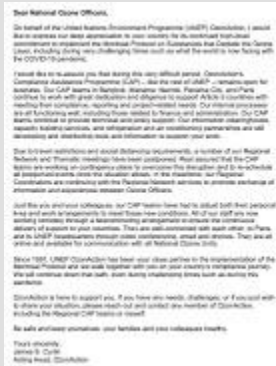 Dear National Ozone Officers,
On behalf of the United Nations Environment Programme (UNEP) OzonAction, I would
like to express our deep appreciation to your country for its continued high-level
commitment to implement the Montreal Protocol on Substances that Deplete the Ozone
Layer, including during very challenging times such as what the world is now facing with
the COVID-19 pandemic.
I would like to re-assure you that during this very difficult period, OzonAction's
Compliance Assistance Programme (CAP) – like the rest of UNEP – remains open for
business. Our CAP teams in Bangkok, Manama, Nairobi, Panama City, and Paris
continue to work with great dedication and diligence to support Article 5 countries with
meeting their compliance, reporting and project-related needs. Our internal processes
are all functioning well, including those related to finance and administration. Our CAP
teams continue to provide technical and policy support. Our information clearinghouse,
capacity building services, and refrigeration and air conditioning partnerships are still
developing and distributing tools and information to support your work.
Due to travel restrictions and social distancing requirements, a number of our Regional
Network and Thematic meetings have been postponed. Rest assured that the CAP
teams are working on contingency plans to overcome this disruption and to re-schedule
all postponed events once the situation allows. In the meantime, our Regional
Coordinators are continuing with the Regional Network services to promote exchange of
information and experiences between Ozone Officers.
Just like you and your colleagues, our CAP teams have had to adjust both their personal
lives and work arrangements to meet these new conditions. All of our staff are now
working remotely through a telecommuting arrangement to ensure the continuous
delivery of support to your countries. They are well-connected with each other, to Paris,
and to UNEP headquarters through video conferencing, email and phones. They are all
online and available for communication with all National Ozone Units.
Since 1991, UNEP OzonAction has been your close partner in the implementation of the
Montreal Protocol and we walk together with you on your country's compliance journey.
We will continue down that path, even during challenging times such as during this
pandemic.
OzonAction is here to support you. If you have any needs, challenges, or if you just wish
to share your situation, please reach out and contact any member of OzonAction,
including the Regional CAP teams or myself.
Be safe and keep yourselves, your families and your colleagues healthy.
Yours sincerely,
James S. Curlin
Acting Head, OzonAction